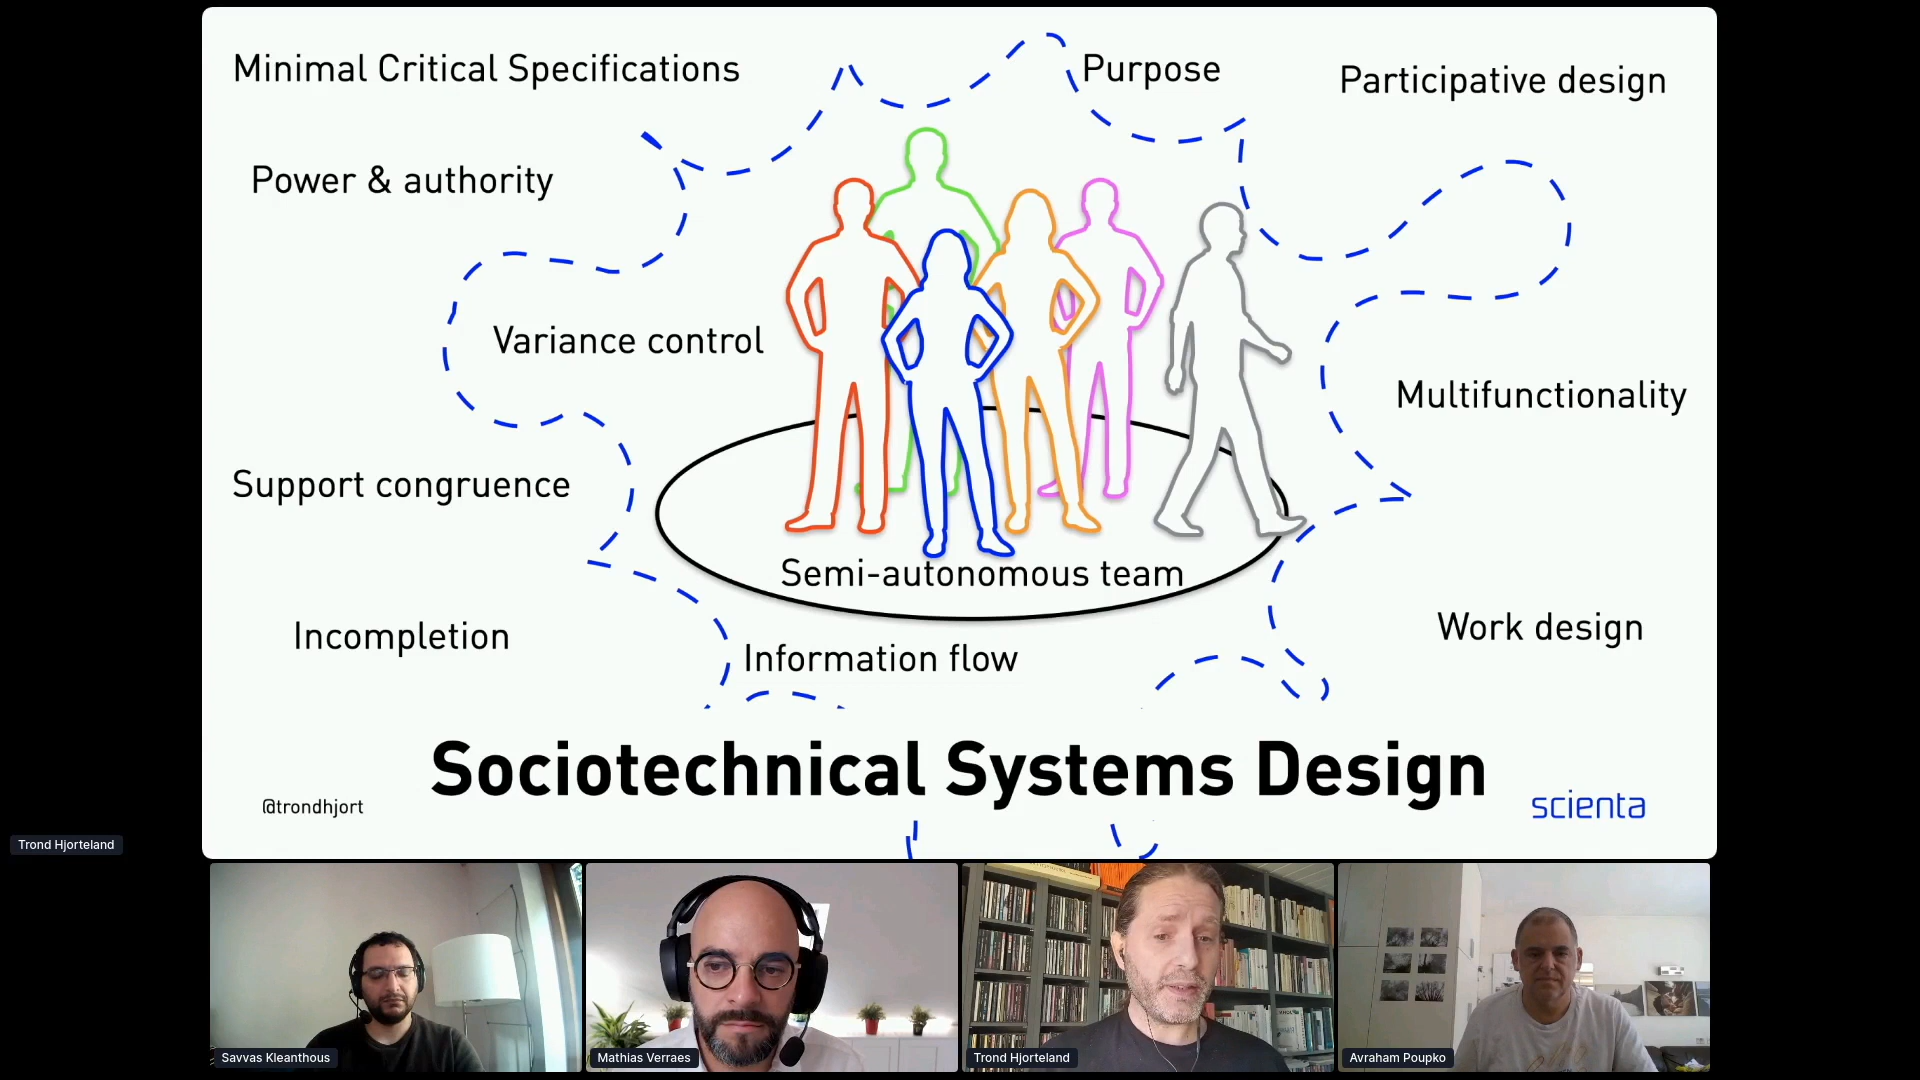 Minimal Critical Specifications
Purpose
Participative design
Power & authority
Variance control
Multifunctionality
Support congruence
Semi-autonomous team
Incompletion
Information flow
Work design
Sociotechnical Systems Design
@trondhjort
scienta
Trond Hjorteland
Savvas Kleanthous
Mathias Verraes
Trond Hjorteland
Avraham Poupko